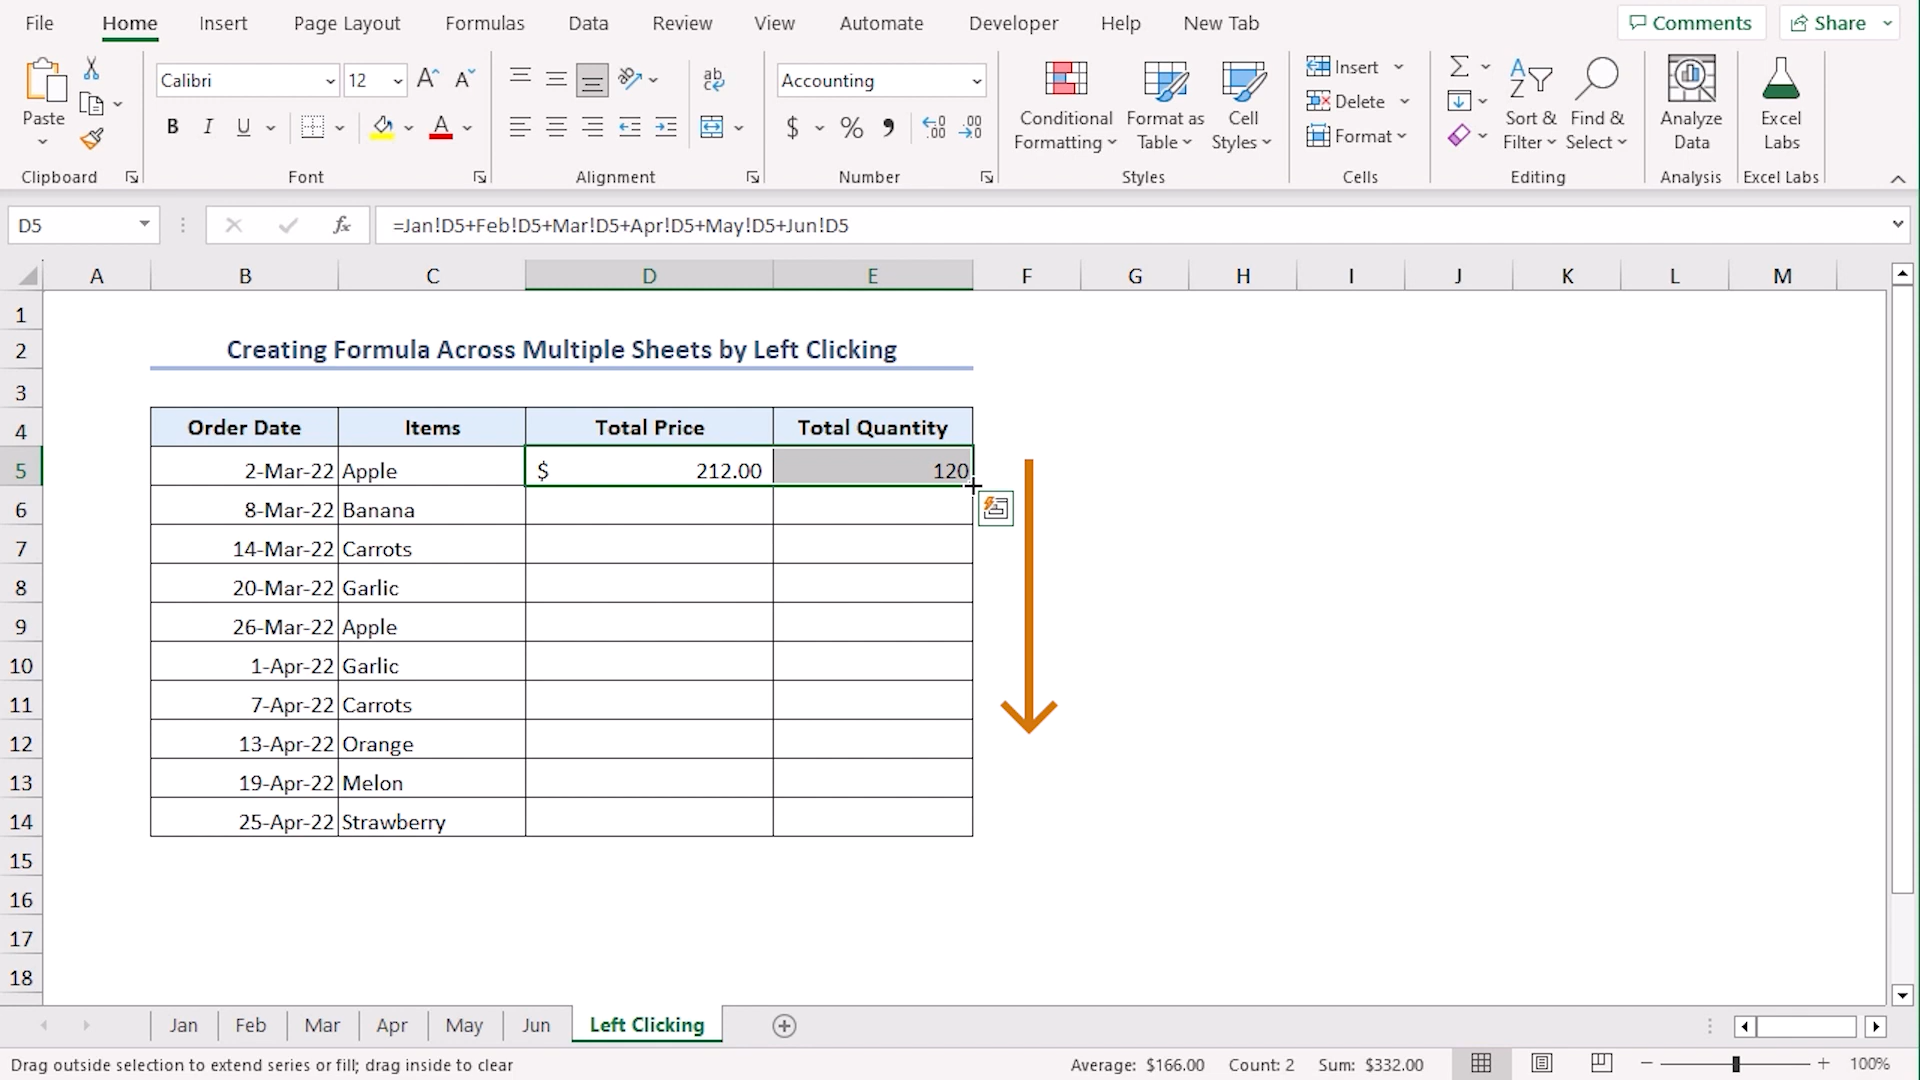 File Home Insert Page Layout Formulas Data Review View Automate Developer Help New Tab Comments Share
Calibri 12 Accounting
Insert
Delete
Format
Paste
B I U A $ %
Conditional Formatting
Format as Table
Cell Styles
Sort & Filter
Find & Select
Analyze Data
Excel Labs
Clipboard Font Alignment Number Styles Cells Editing Analysis Excel Labs
D5 fx =Jan!D5+Feb!D5+Mar!D5+Apr!D5+May!D5+Jun!D5
A B C D E F G H I J K L M
1
2 Creating Formula Across Multiple Sheets by Left Clicking
3
4 Order Date Items Total Price Total Quantity
5 2-Mar-22 Apple $ 212.00 120
6 8-Mar-22 Banana
7 14-Mar-22 Carrots
8 20-Mar-22 Garlic
9 26-Mar-22 Apple
10 1-Apr-22 Garlic
11 7-Apr-22 Carrots
12 13-Apr-22 Orange
13 19-Apr-22 Melon
14 25-Apr-22 Strawberry
15
16
17
18
Jan Feb Mar Apr May Jun Left Clicking
Drag outside selection to extend series or fill; drag inside to clear Average: $166.00 Count: 2 Sum: $332.00 100%